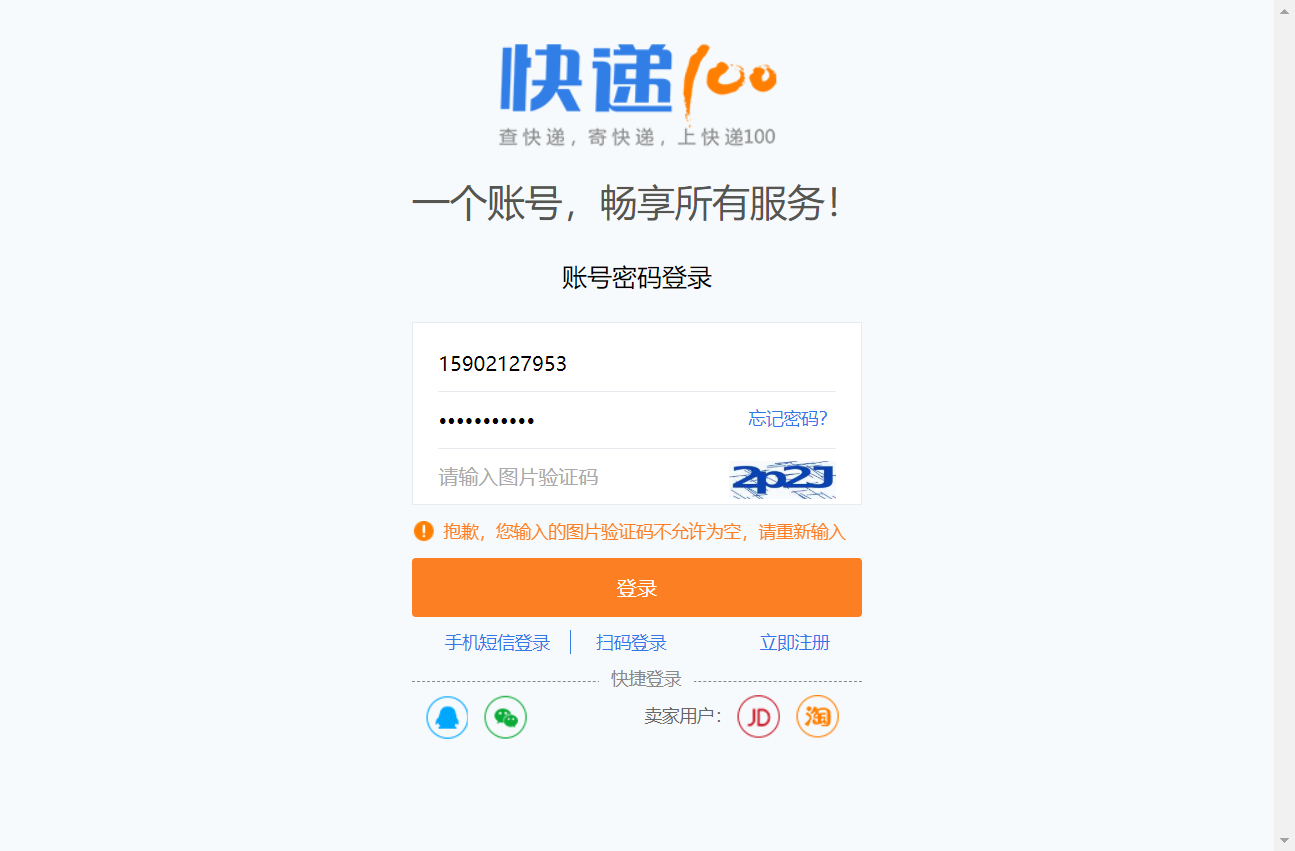 快递100
查快递，寄快递，上快递100
一个账号，畅享所有服务！
账号密码登录
15902127953
•••••••••••
忘记密码?
请输入图片验证码
2p2J
抱歉，您输入的图片验证码不允许为空，请重新输入
登录
手机短信登录 扫码登录 立即注册
快捷登录
卖家用户： JD 淘